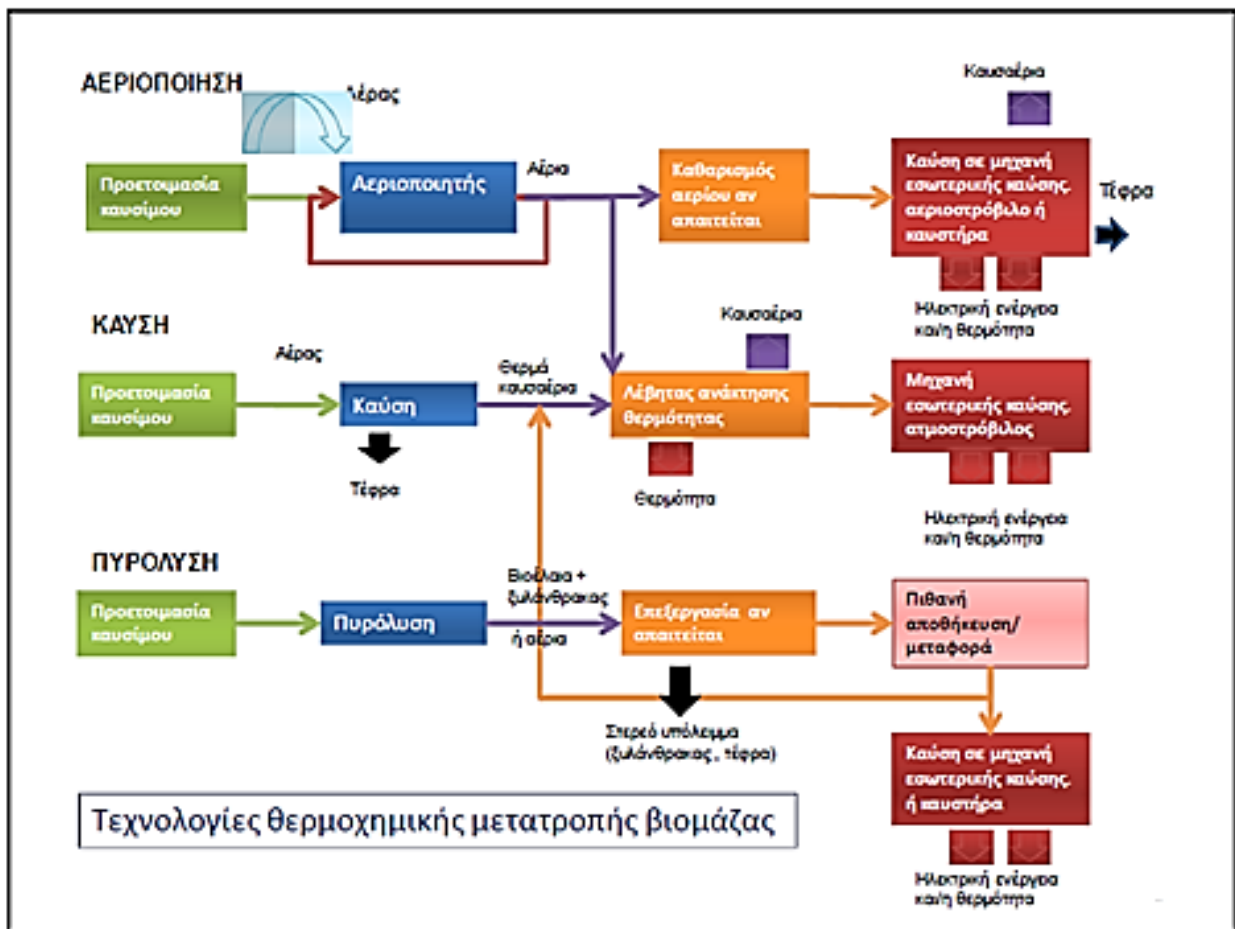 ΑΕΡΙΟΠΟΙΗΣΗ
Αέρας
Καυσαέρια
Προετοιμασία
καυσίμου
Αεριοποιητής
Αέρια
Καθαρισμός
αερίου αν
απαιτείται
Καύση σε μηχανή
εσωτερικής καύσης,
αεριοστρόβιλο ή
καυστήρα
Τέφρα
Ηλεκτρική ενέργεια
και/η θερμότητα
ΚΑΥΣΗ
Αέρας
Καυσαέρια
Προετοιμασία
καυσίμου
Καύση
Θερμά
καυσαέρια
Λέβητας ανάκτησης
θερμότητας
Μηχανή
εσωτερικής καύσης,
ατμοστρόβιλος
Τέφρα
Θερμότητα
Ηλεκτρική ενέργεια
και/η θερμότητα
ΠΥΡΟΛΥΣΗ
Προετοιμασία
καυσίμου
Πυρόλυση
Βιοέλαια +
ξυλάνθρακας
ή αέρια
Επεξεργασία αν
απαιτείται
Πιθανή
αποθήκευση/
μεταφορά
Στερεό υπόλειμμα
(ξυλάνθρακας , τέφρα)
Καύση σε μηχανή
εσωτερικής καύσης,
ή καυστήρα
Τεχνολογίες θερμοχημικής μετατροπής βιομάζας
Ηλεκτρική ενέργεια
και/η θερμότητα